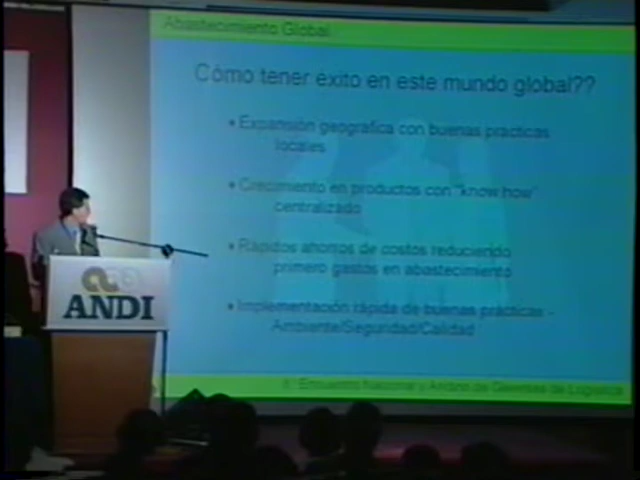 Abastecimiento Global
Cómo tener éxito en este mundo global??
• Expansión geográfica con buenas prácticas
locales
• Crecimiento en productos con "know how"
centralizado
• Rápidos ahorros de costos reduciendo
primero gastos en abastecimiento
• Implementación rápida de buenas prácticas -
Ambiente/Seguridad/Calidad
ANDI
Encuentro Nacional y Andino de Gerentes de Logística